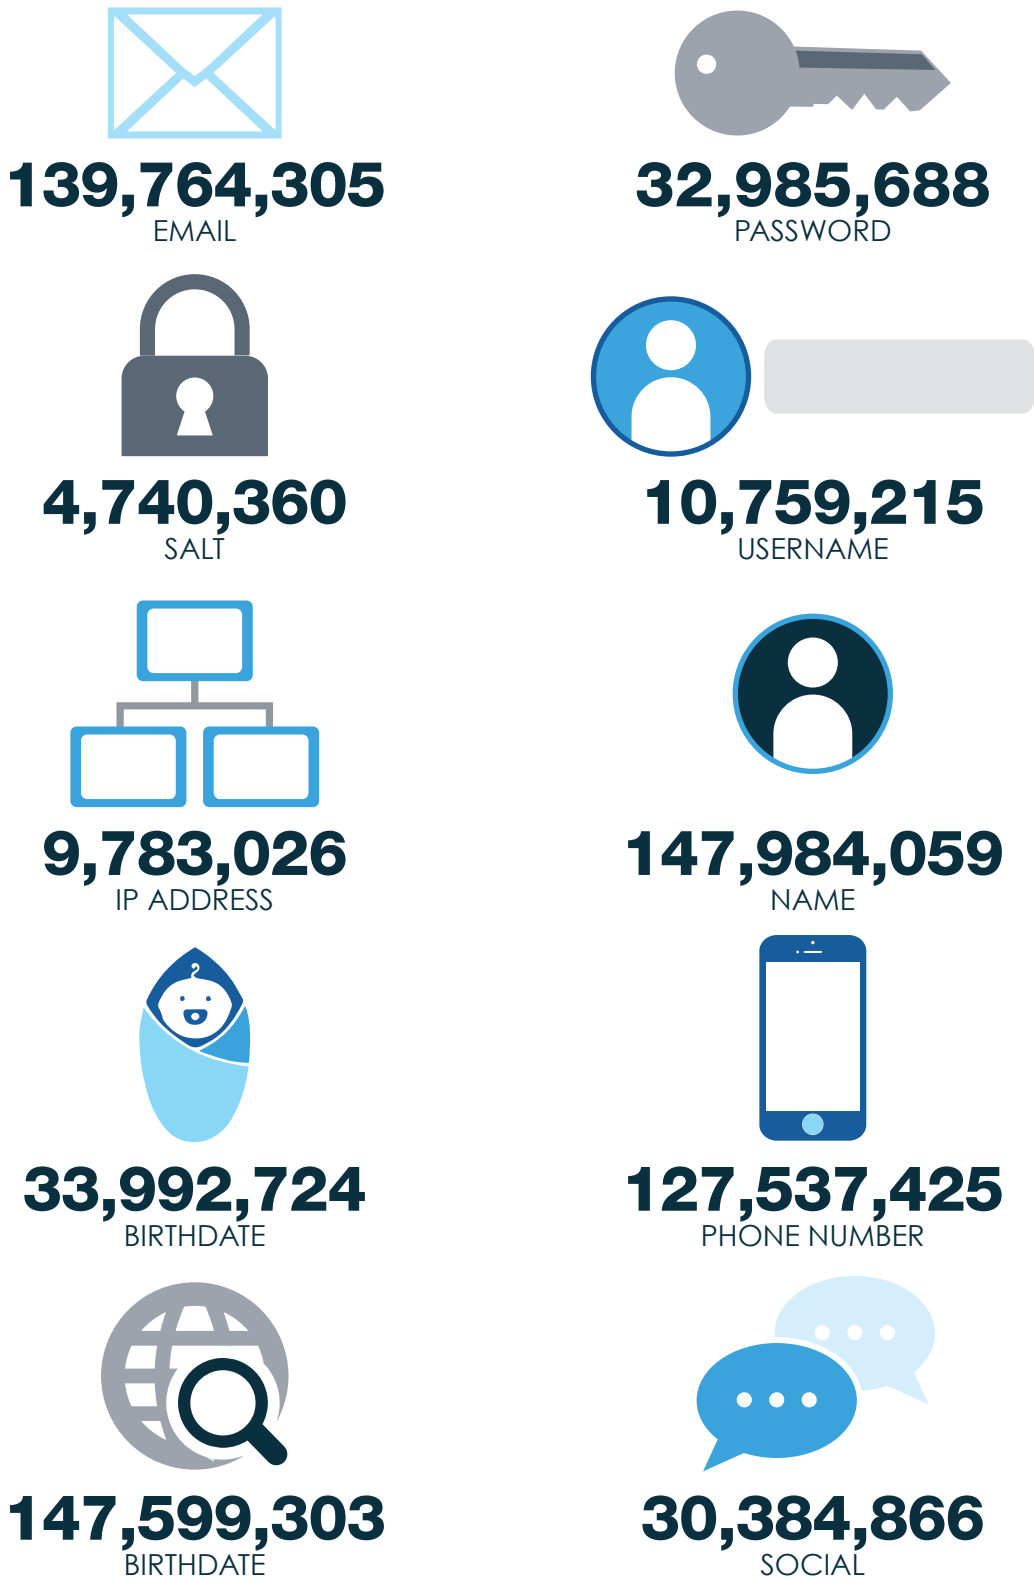 139,764,305
EMAIL
32,985,688
PASSWORD
4,740,360
SALT
10,759,215
USERNAME
9,783,026
IP ADDRESS
147,984,059
NAME
33,992,724
BIRTHDATE
127,537,425
PHONE NUMBER
147,599,303
BIRTHDATE
30,384,866
SOCIAL